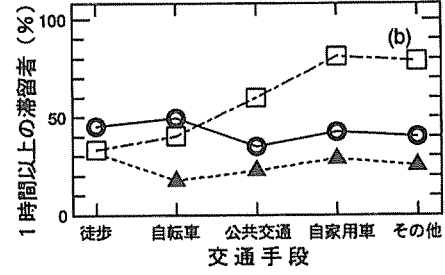 1時間以上の滞留者（%）
100
50
0
(b)
徒歩 自転車 公共交通 自家用車 その他
交通手段